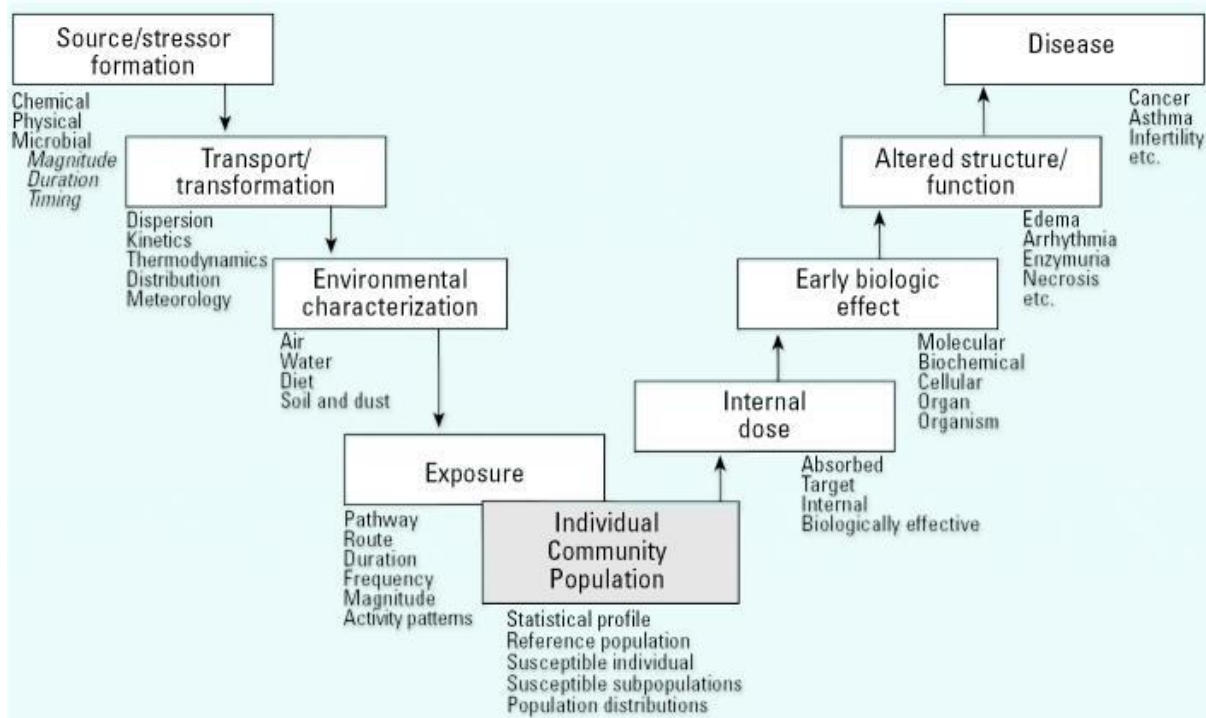 Source/stressor
formation
Chemical
Physical
Microbial
Magnitude
Duration
Timing
Transport/
transformation
Dispersion
Kinetics
Thermodynamics
Distribution
Meteorology
Environmental
characterization
Air
Water
Diet
Soil and dust
Exposure
Pathway
Route
Duration
Frequency
Magnitude
Activity patterns
Individual
Community
Population
Statistical profile
Reference population
Susceptible individual
Susceptible subpopulations
Population distributions
Internal
dose
Absorbed
Target
Internal
Biologically effective
Early biologic
effect
Molecular
Biochemical
Cellular
Organ
Organism
Altered structure/
function
Edema
Arrhythmia
Enzymuria
Necrosis
etc.
Disease
Cancer
Asthma
Infertility
etc.